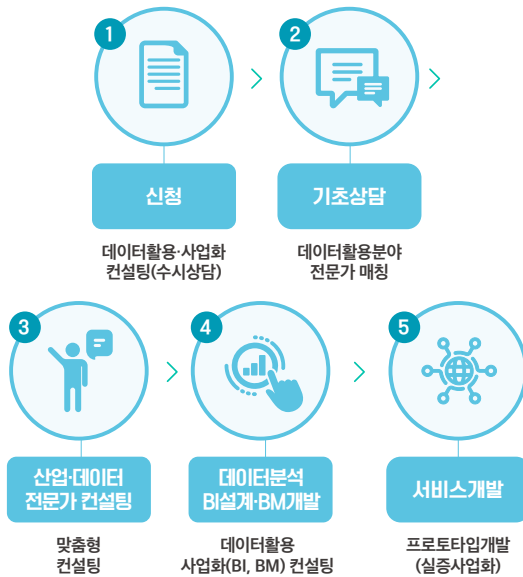 1
신청
데이터활용·사업화
컨설팅(수시상담)
2
기초상담
데이터활용분야
전문가 매칭
3
산업·데이터
전문가 컨설팅
맞춤형
컨설팅
4
데이터분석
BI설계·BM개발
데이터활용
사업화(BI, BM) 컨설팅
5
서비스개발
프로토타입개발
(실증사업화)